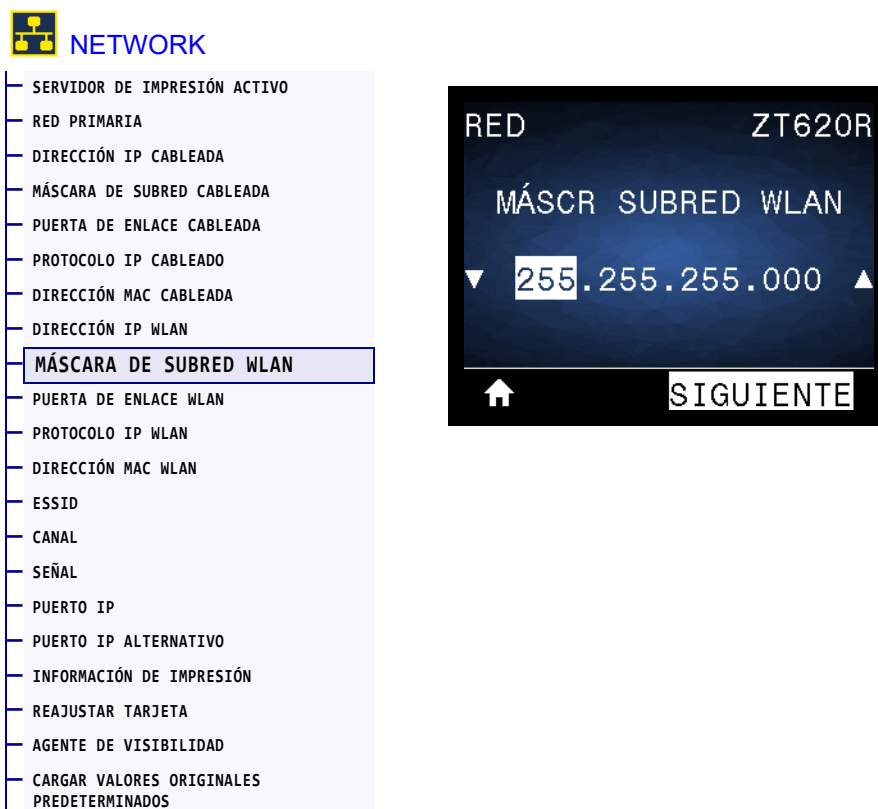 NETWORK
SERVIDOR DE IMPRESIÓN ACTIVO
RED PRIMARIA
DIRECCIÓN IP CABLEADA
MÁSCARA DE SUBRED CABLEADA
PUERTA DE ENLACE CABLEADA
PROTOCOLO IP CABLEADO
DIRECCIÓN MAC CABLEADA
DIRECCIÓN IP WLAN
MÁSCARA DE SUBRED WLAN
PUERTA DE ENLACE WLAN
PROTOCOLO IP WLAN
DIRECCIÓN MAC WLAN
ESSID
CANAL
SEÑAL
PUERTO IP
PUERTO IP ALTERNATIVO
INFORMACIÓN DE IMPRESIÓN
REAJUSTAR TARJETA
AGENTE DE VISIBILIDAD
CARGAR VALORES ORIGINALES
PREDETERMINADOS
RED ZT620R
MÁSCR SUBRED WLAN
▼ 255.255.255.000 ▲
SIGUIENTE